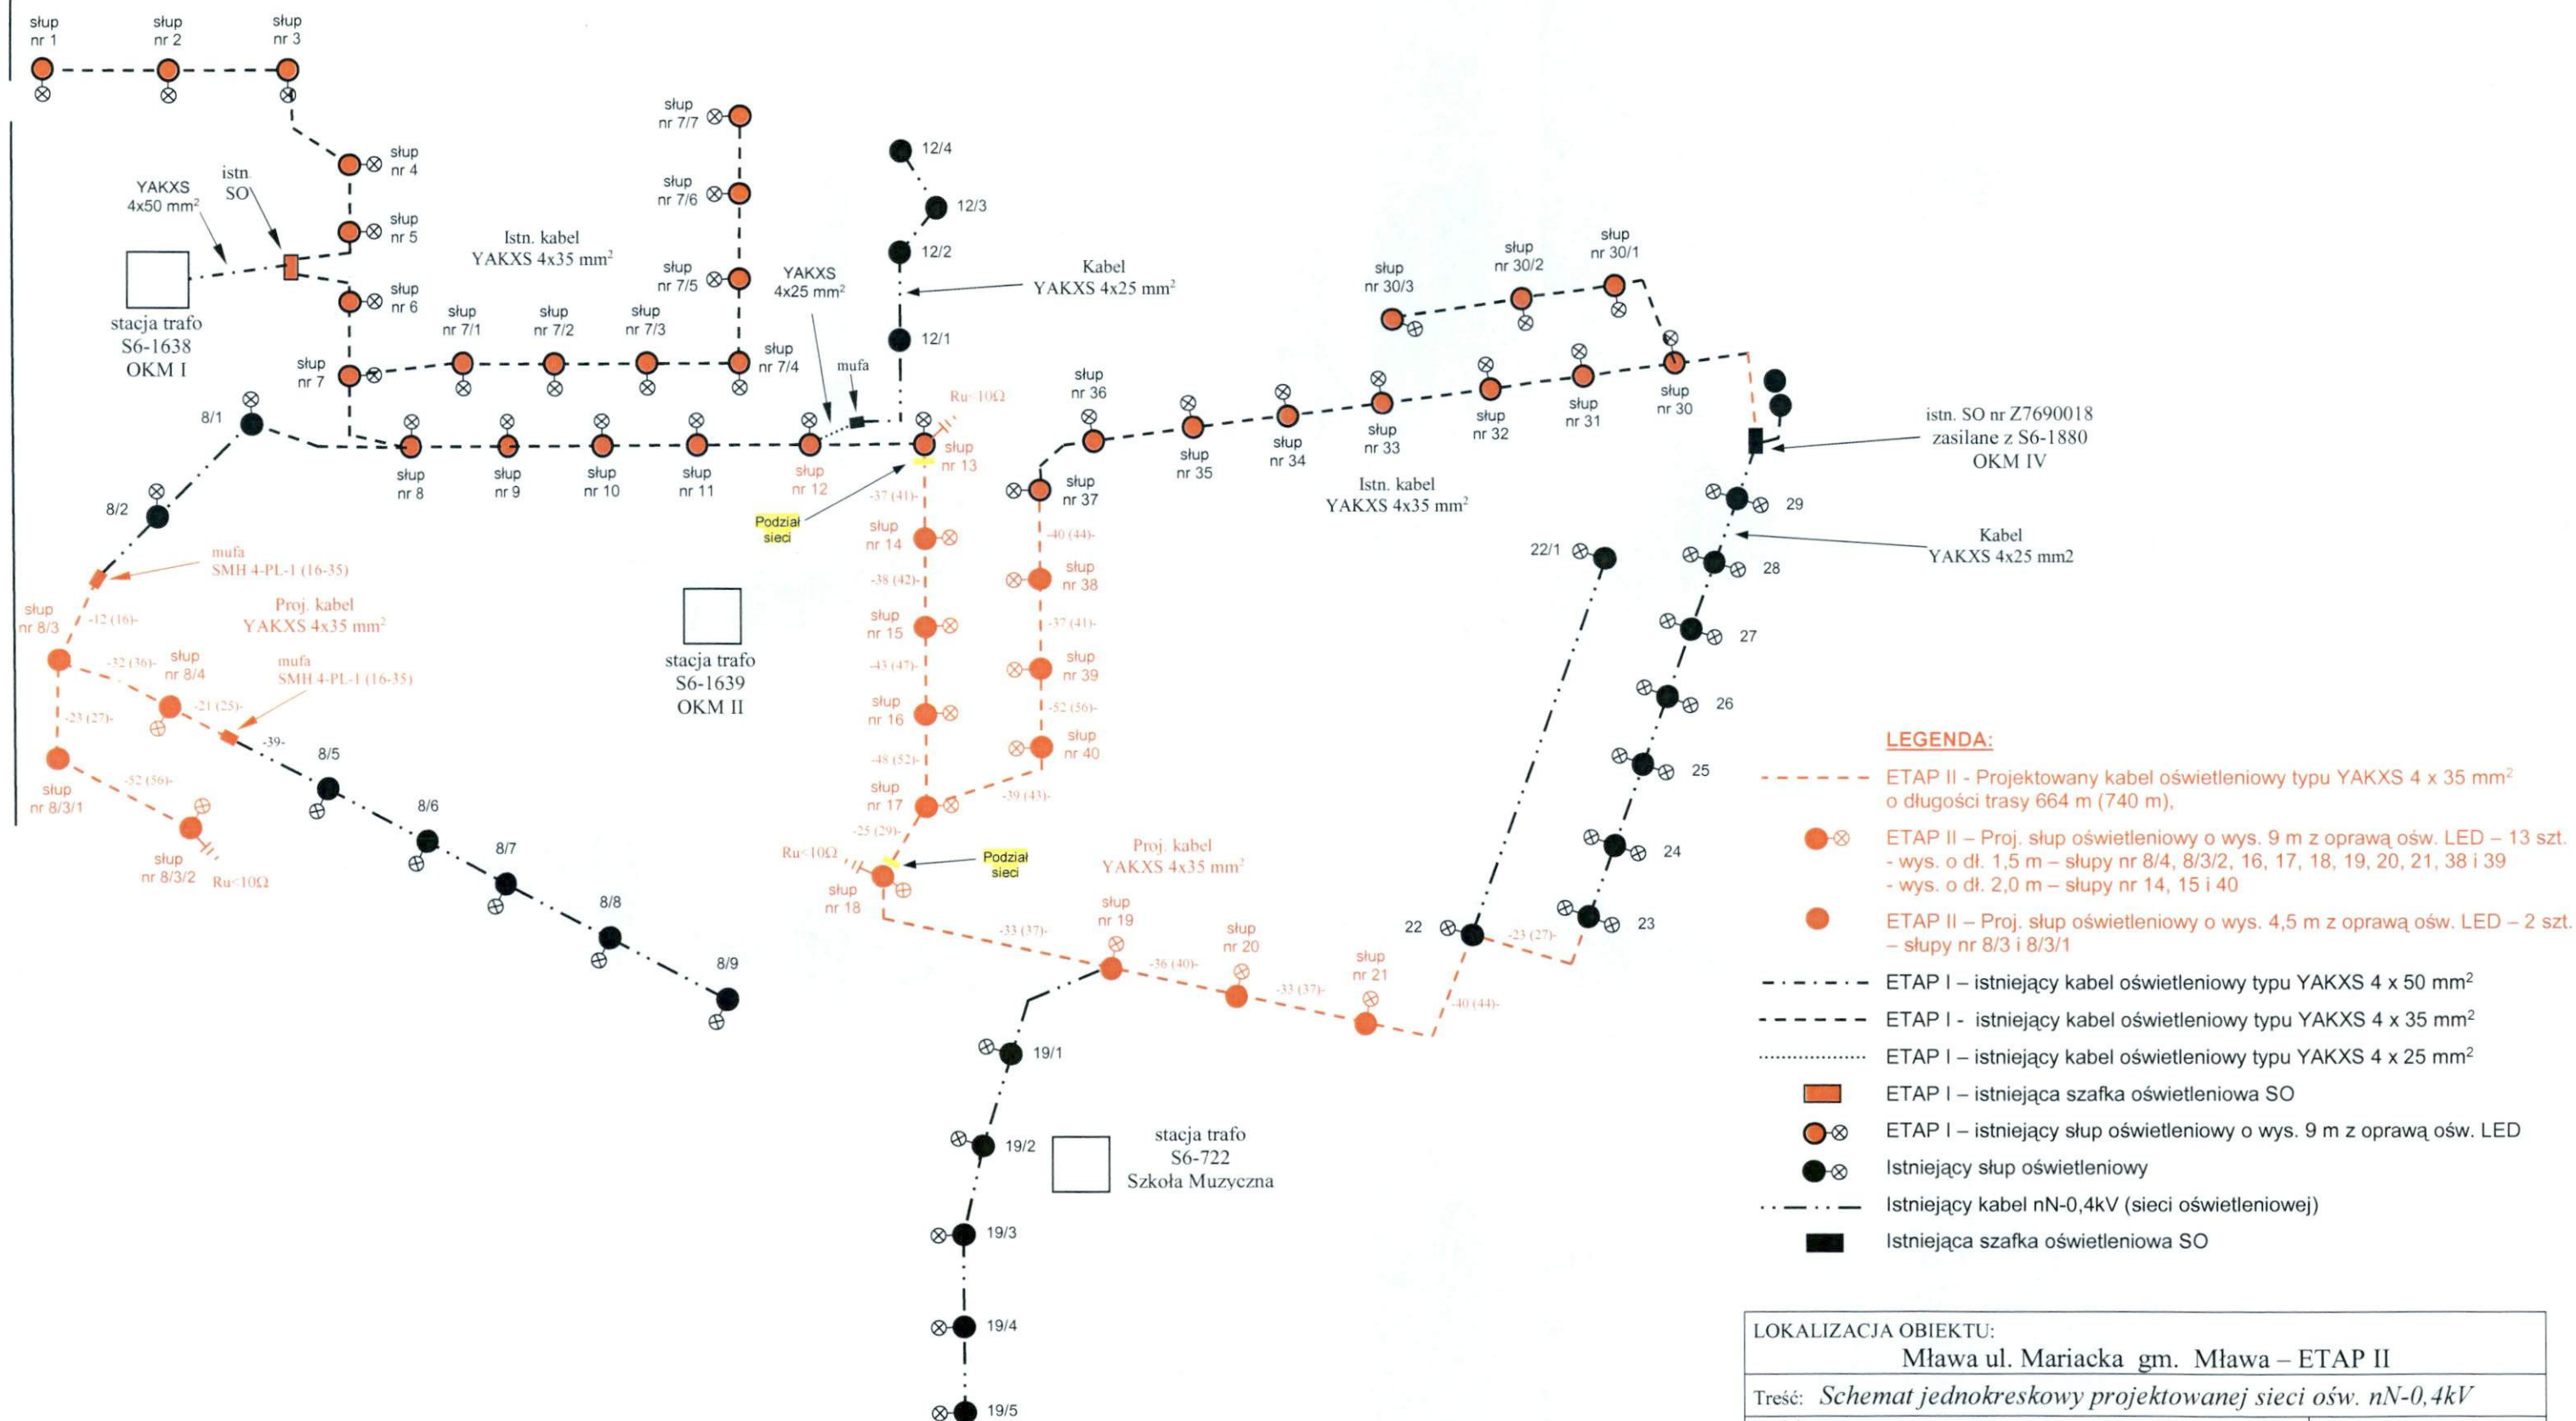 słup
nr 1
słup
nr 2
słup
nr 3
słup
nr 4
słup
nr 5
słup
nr 6
słup
nr 7
YAKXS
4x50 mm²
istn.
SO
stacja trafo
S6-1638
OKM I
Istn. kabel
YAKXS 4x35 mm²
słup
nr 7/1
słup
nr 7/2
słup
nr 7/3
słup
nr 7/4
słup
nr 7/5
słup
nr 7/6
słup
nr 7/7
YAKXS
4x25 mm²
mufa
12/4
12/3
12/2
12/1
Kabel
YAKXS 4x25 mm²
8/1
8/2
słup
nr 8
słup
nr 9
słup
nr 10
słup
nr 11
słup
nr 12
Ru<10Ω
słup
nr 13
Podział
sieci
słup
nr 30/3
słup
nr 30/2
słup
nr 30/1
słup
nr 36
słup
nr 35
słup
nr 34
słup
nr 33
słup
nr 32
słup
nr 31
słup
nr 30
słup
nr 37
Istn. kabel
YAKXS 4x35 mm²
istn. SO nr Z7690018
zasilane z S6-1880
OKM IV
29
28
27
26
25
24
23
Kabel
YAKXS 4x25 mm2
22/1
22
mufa
SMH 4-PL-1 (16-35)
Proj. kabel
YAKXS 4x35 mm²
słup
nr 8/3
-12 (16)-
-32 (36)-
słup
nr 8/4
mufa
SMH 4-PL-1 (16-35)
-21 (25)-
-23 (27)-
-39-
słup
nr 8/3/1
-52 (56)-
słup
nr 8/3/2
Ru<10Ω
8/5
8/6
8/7
8/8
8/9
stacja trafo
S6-1639
OKM II
-37 (41)-
słup
nr 14
-38 (42)-
słup
nr 15
-43 (47)-
słup
nr 16
-48 (52)-
słup
nr 17
-25 (29)-
-40 (44)-
słup
nr 38
-37 (41)-
słup
nr 39
-52 (56)-
słup
nr 40
-39 (43)-
Ru<10Ω
Podział
sieci
słup
nr 18
Proj. kabel
YAKXS 4x35 mm²
-33 (37)-
słup
nr 19
-36 (40)-
słup
nr 20
-33 (37)-
słup
nr 21
-40 (44)-
-23 (27)-
19/1
19/2
19/3
19/4
19/5
stacja trafo
S6-722
Szkoła Muzyczna
LEGENDA:
ETAP II - Projektowany kabel oświetleniowy typu YAKXS 4 x 35 mm²
o długości trasy 664 m (740 m),
ETAP II – Proj. słup oświetleniowy o wys. 9 m z oprawą ośw. LED – 13 szt.
- wys. o dł. 1,5 m – słupy nr 8/4, 8/3/2, 16, 17, 18, 19, 20, 21, 38 i 39
- wys. o dł. 2,0 m – słupy nr 14, 15 i 40
ETAP II – Proj. słup oświetleniowy o wys. 4,5 m z oprawą ośw. LED – 2 szt.
– słupy nr 8/3 i 8/3/1
ETAP I – istniejący kabel oświetleniowy typu YAKXS 4 x 50 mm²
ETAP I - istniejący kabel oświetleniowy typu YAKXS 4 x 35 mm²
ETAP I – istniejący kabel oświetleniowy typu YAKXS 4 x 25 mm²
ETAP I – istniejąca szafka oświetleniowa SO
ETAP I – istniejący słup oświetleniowy o wys. 9 m z oprawą ośw. LED
Istniejący słup oświetleniowy
Istniejący kabel nN-0,4kV (sieci oświetleniowej)
Istniejąca szafka oświetleniowa SO
LOKALIZACJA OBIEKTU:
Mława ul. Mariacka gm. Mława – ETAP II
Treść: Schemat jednokreskowy projektowanej sieci ośw. nN-0,4kV